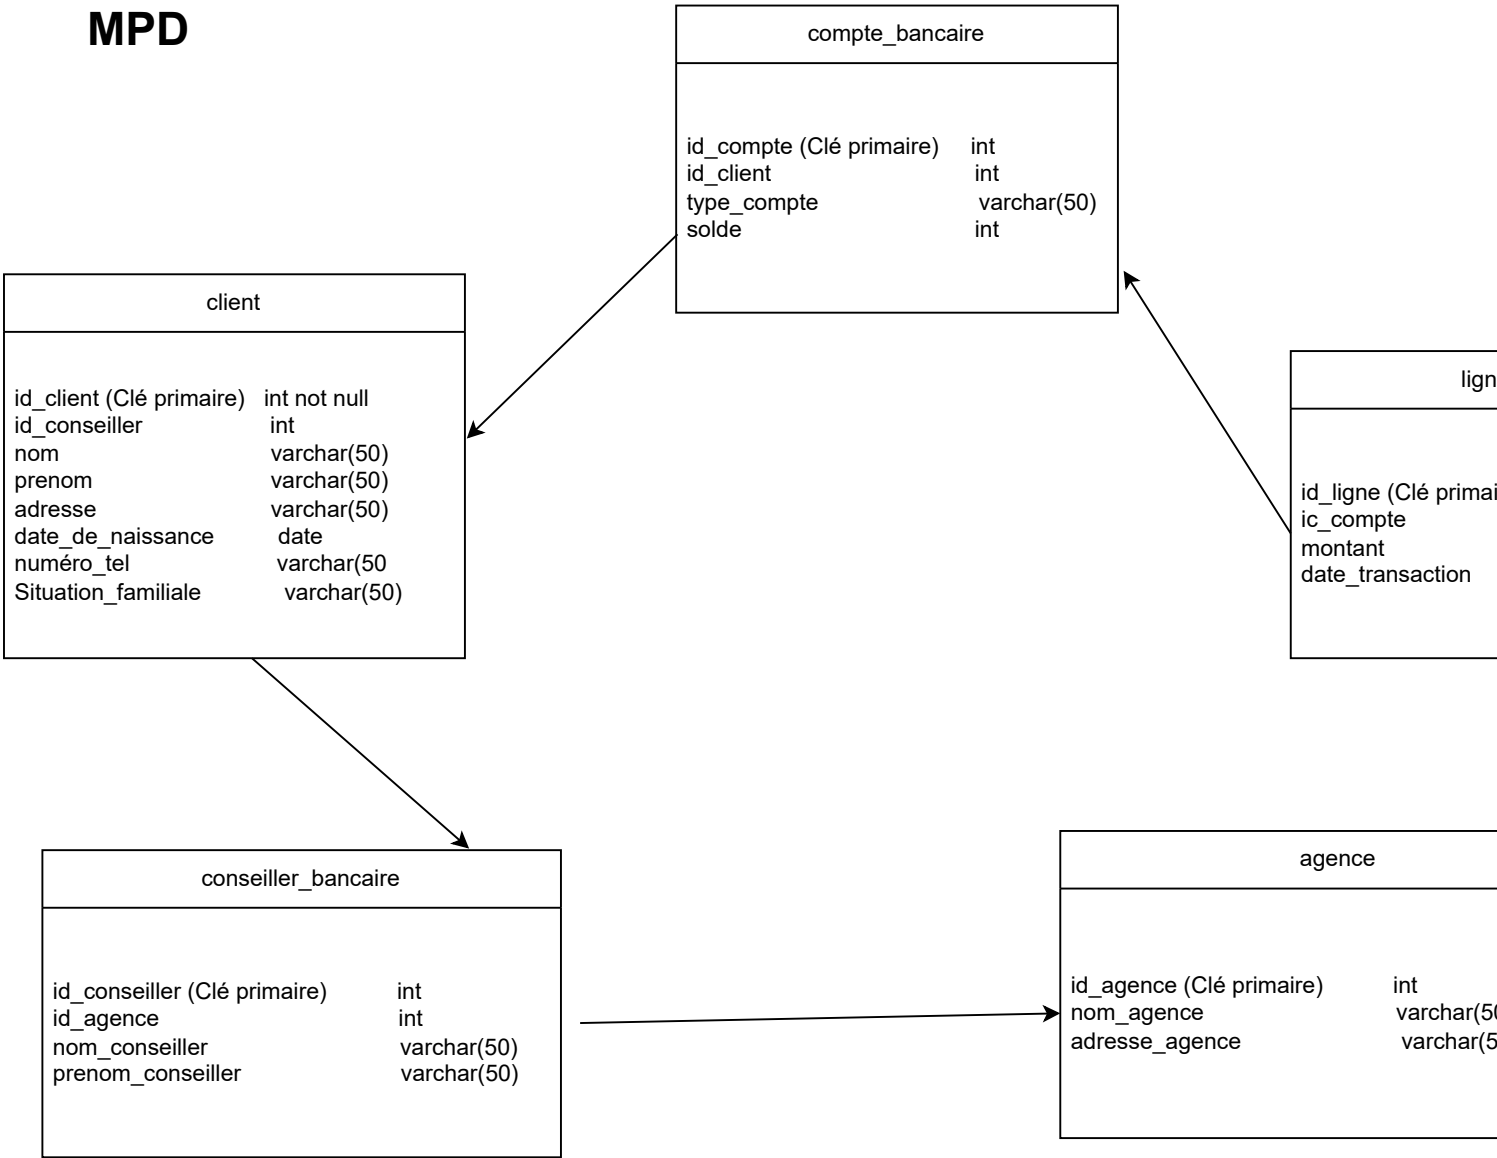 MPD
compte_bancaire
id_compte (Clé primaire) int
id_client int
type_compte varchar(50)
solde int
client
id_client (Clé primaire) int not null
id_conseiller int
nom varchar(50)
prenom varchar(50)
adresse varchar(50)
date_de_naissance date
numéro_tel varchar(50
Situation_familiale varchar(50)
lign
id_ligne (Clé primai
ic_compte
montant
date_transaction
conseiller_bancaire
id_conseiller (Clé primaire) int
id_agence int
nom_conseiller varchar(50)
prenom_conseiller varchar(50)
agence
id_agence (Clé primaire) int
nom_agence varchar(50
adresse_agence varchar(5